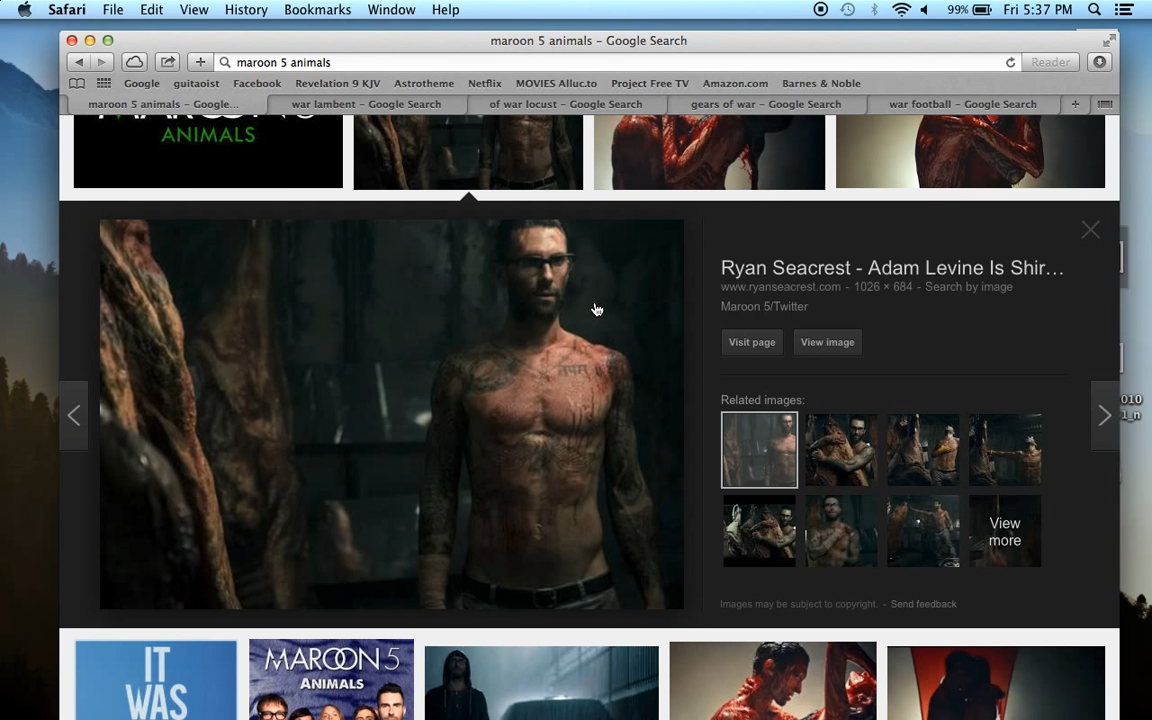 Safari File Edit View History Bookmarks Window Help 99% Fri 5:37 PM
maroon 5 animals – Google Search
maroon 5 animals Reader
Google guitaoist Facebook Revelation 9 KJV Astrotheme Netflix MOVIES Alluc.to Project Free TV Amazon.com Barnes & Noble
maroon 5 animals – Google... war lambent – Google Search of war locust – Google Search gears of war – Google Search war football – Google Search
ANIMALS
Ryan Seacrest - Adam Levine Is Shir...
www.ryanseacrest.com - 1026 × 684 - Search by image
Maroon 5/Twitter
Visit page View image
तपस्
Related images:
View
more
Images may be subject to copyright. - Send feedback
010
1_n
IT
WAS
MAROON 5
ANIMALS